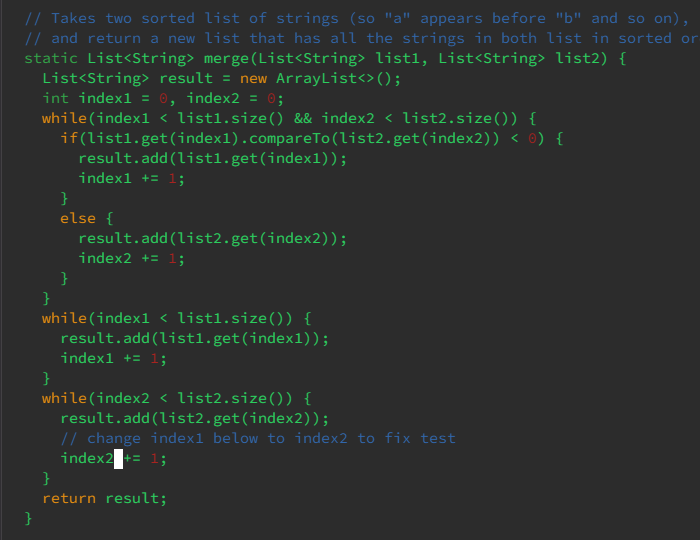 // Takes two sorted list of strings (so "a" appears before "b" and so on),
// and return a new list that has all the strings in both list in sorted or
static List<String> merge(List<String> list1, List<String> list2) {
List<String> result = new ArrayList<>();
int index1 = 0, index2 = 0;
while(index1 < list1.size() && index2 < list2.size()) {
if(list1.get(index1).compareTo(list2.get(index2)) < 0) {
result.add(list1.get(index1));
index1 += 1;
}
else {
result.add(list2.get(index2));
index2 += 1;
}
}
while(index1 < list1.size()) {
result.add(list1.get(index1));
index1 += 1;
}
while(index2 < list2.size()) {
result.add(list2.get(index2));
// change index1 below to index2 to fix test
index2 += 1;
}
return result;
}